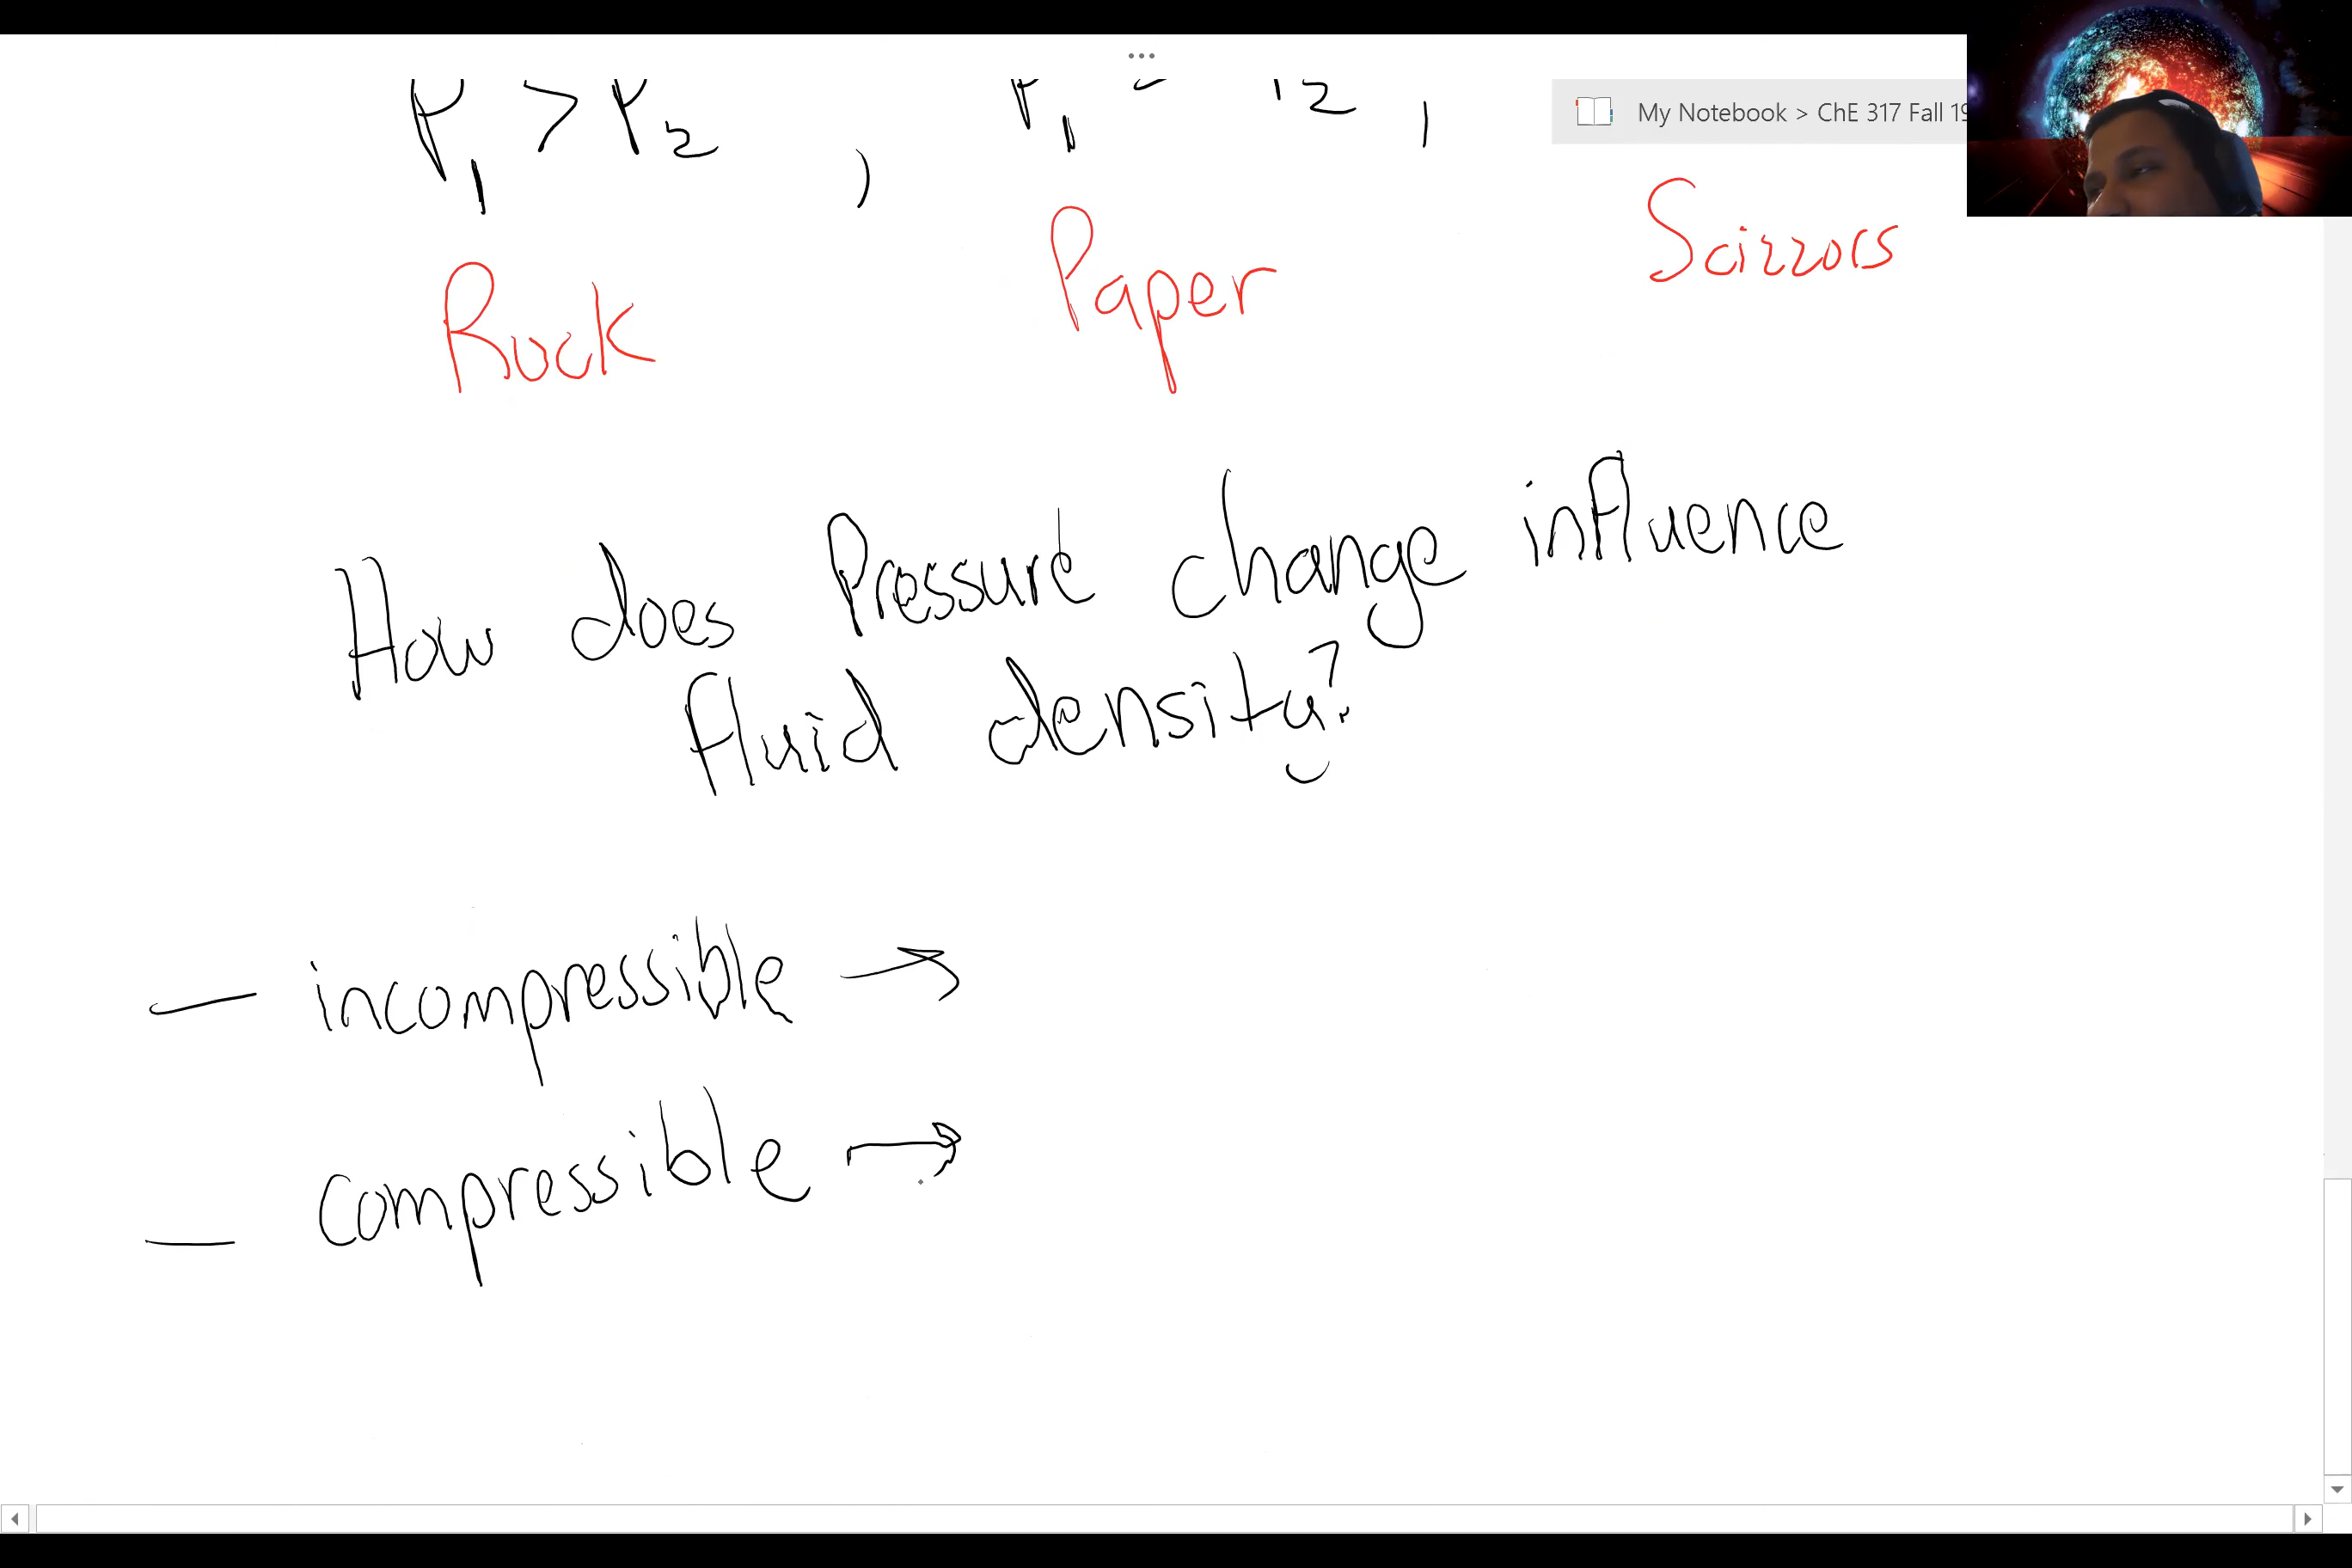 P₁ > P₂ ,
My Notebook > ChE 317 Fall 19
Rock
Paper
Scizzors
How does Pressure change influence
fluid density?
— incompressible →
— compressible →